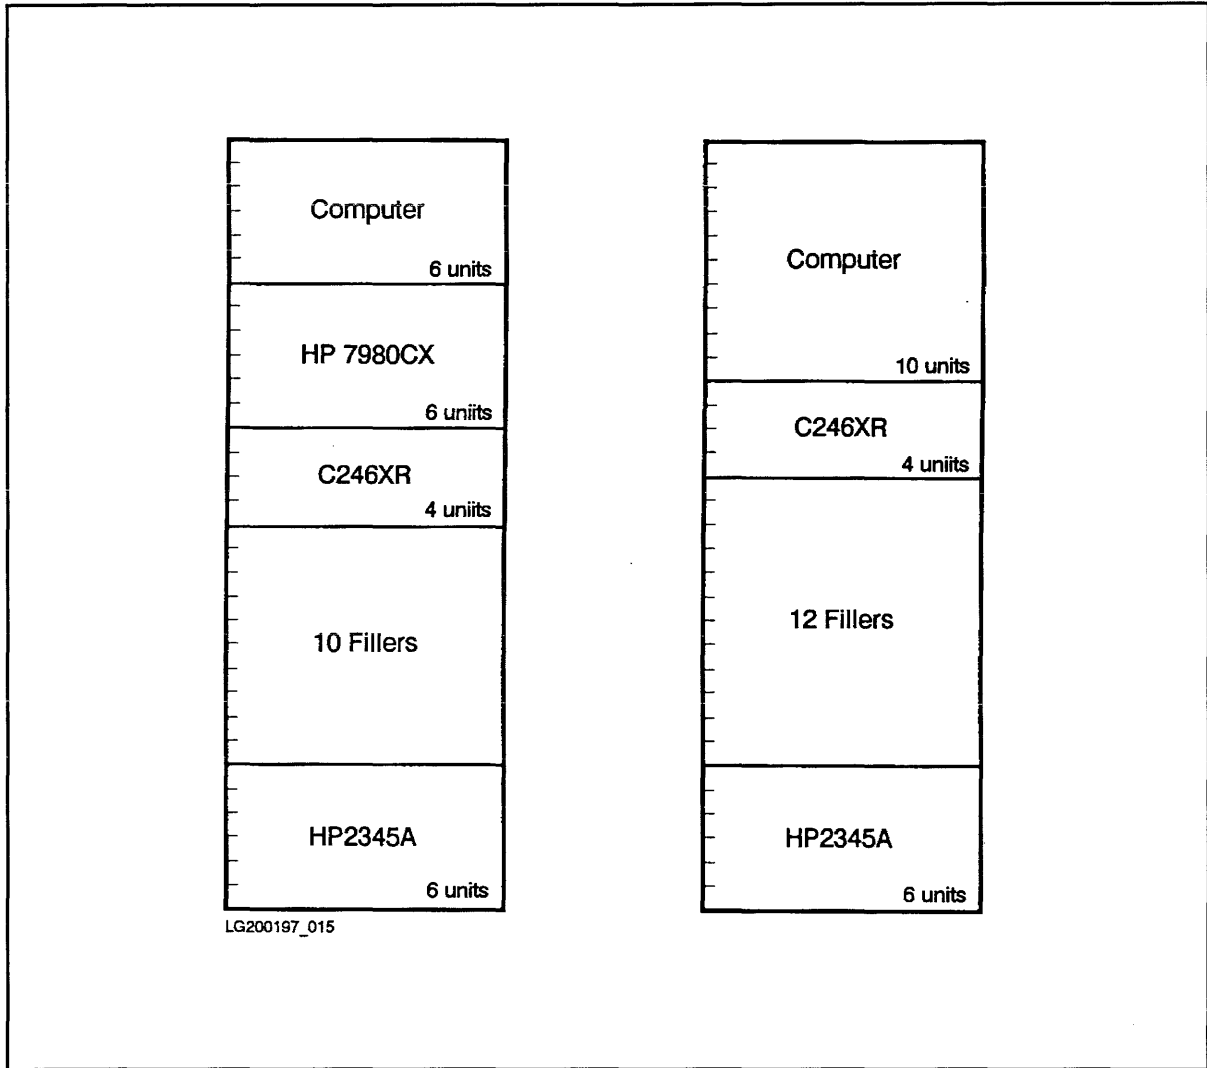 Computer
6 units
HP 7980CX
6 uniits
C246XR
4 uniits
10 Fillers
HP2345A
6 units
LG200197_015
Computer
10 units
C246XR
4 uniits
12 Fillers
HP2345A
6 units